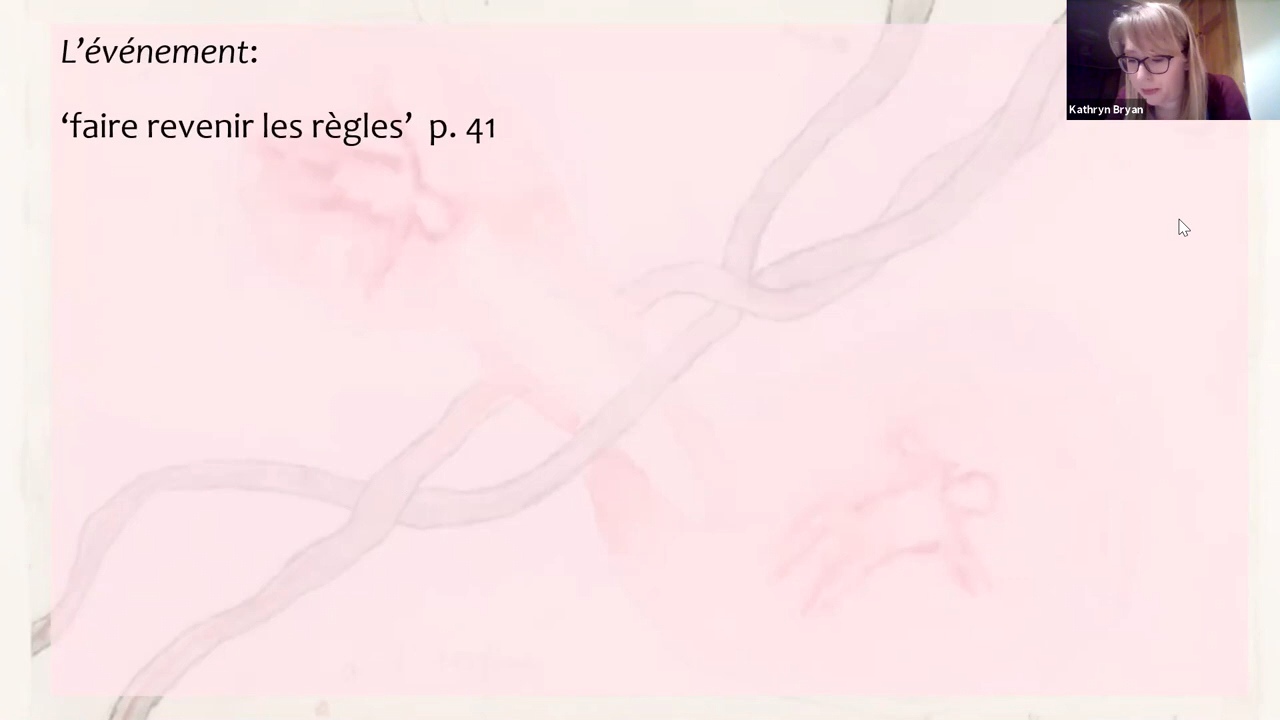 L’événement:
‘faire revenir les règles’ p. 41
Kathryn Bryan